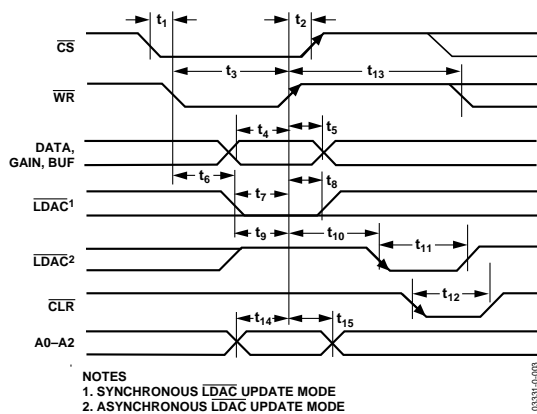 t1
t2
CS
t3
t13
WR
t4
t5
DATA,
GAIN, BUF
t6
t7
t8
LDAC1
t9
t10
t11
LDAC2
t12
CLR
t14
t15
A0–A2
NOTES
1. SYNCHRONOUS LDAC UPDATE MODE
2. ASYNCHRONOUS LDAC UPDATE MODE
03331-0-003